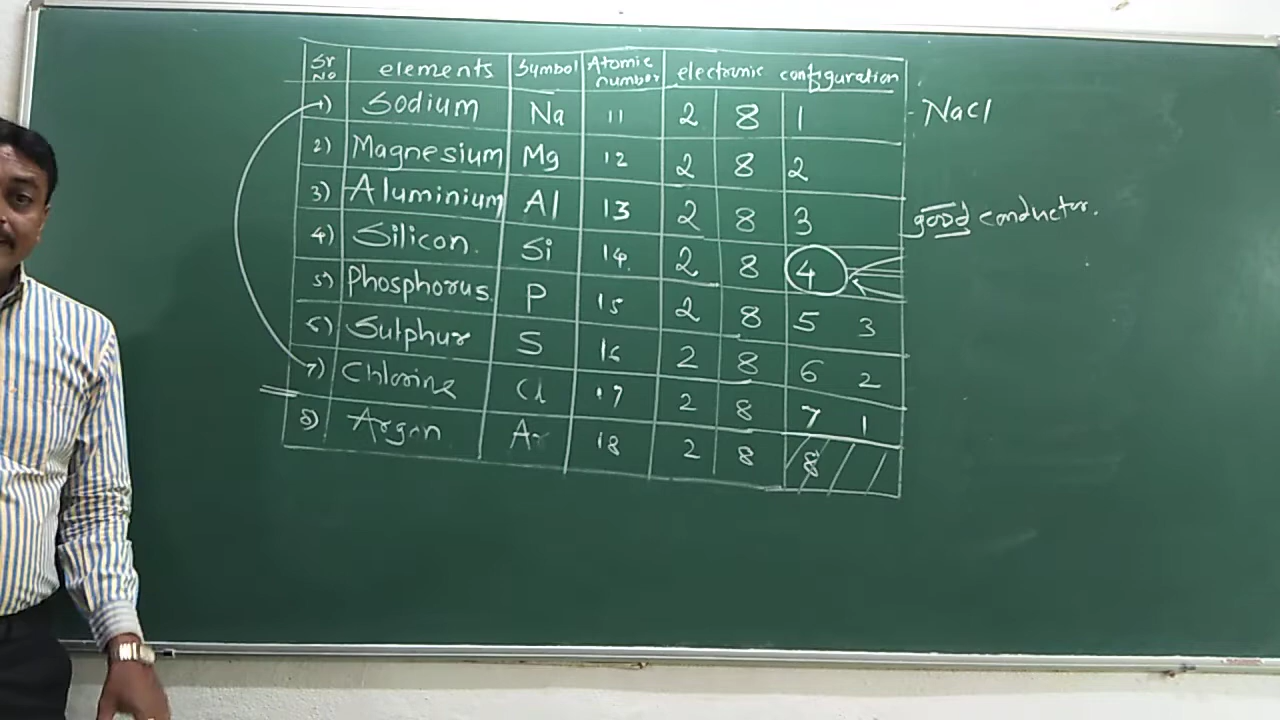 Sr No elements Symbol Atomic number electronic configuration
1) Sodium Na 11 2 8 1 - NaCl
2) Magnesium Mg 12 2 8 2
3) Aluminium Al 13 2 8 3 good conductor.
4) Silicon. Si 14. 2 8 4
5) Phosphorus. P 15 2 8 5 3
6) Sulphur S 16 2 8 6 2
7) Chlorine Cl 17 2 8 7 1
8) Argon Ar 18 2 8 8